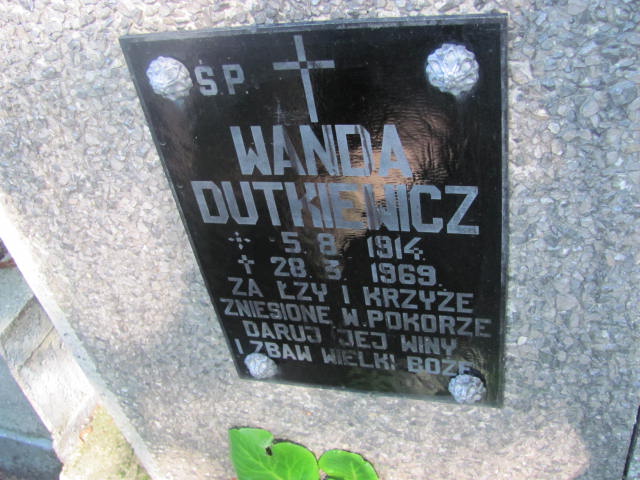 Ś.P.
WANDA
DUTKIEWICZ
5.8 1914.
28.3 1969.
ZA ŁZY I KRZYŻE
ZNIESIONE W.POKORZE
DARUJ JEJ WINY
I ZBAW WIELKI BOŻE